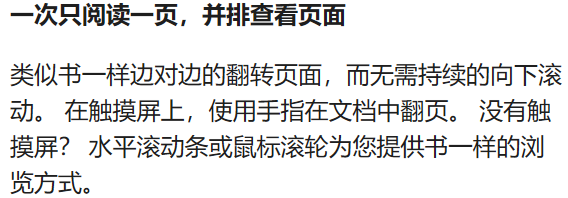 一次只阅读一页，并排查看页面
类似书一样边对边的翻转页面，而无需持续的向下滚
动。 在触摸屏上，使用手指在文档中翻页。 没有触
摸屏？ 水平滚动条或鼠标滚轮为您提供书一样的浏
览方式。